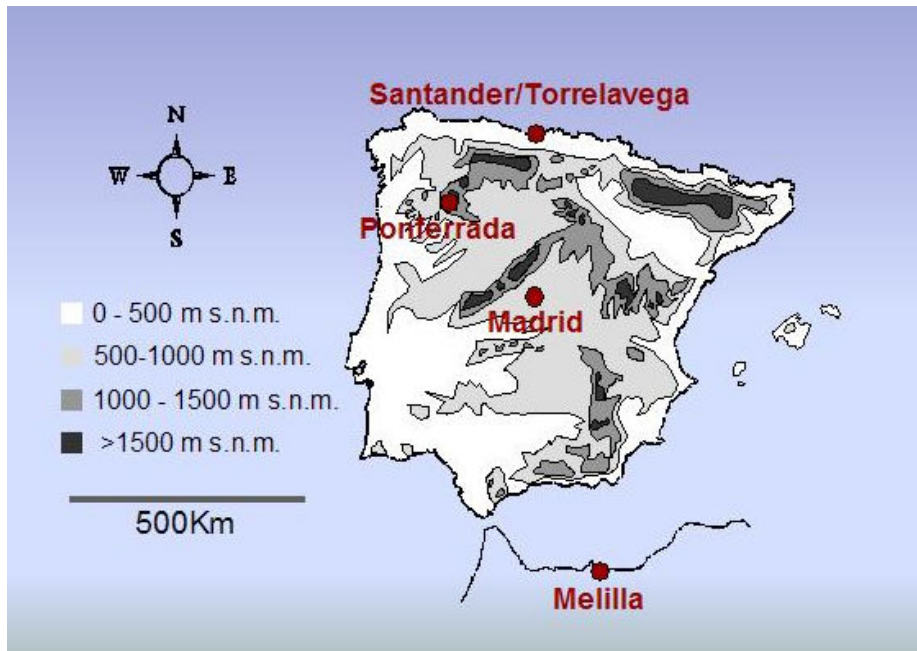 Santander/Torrelavega
N
W E
S
Ponferrada
Madrid
0 - 500 m s.n.m.
500-1000 m s.n.m.
1000 - 1500 m s.n.m.
>1500 m s.n.m.
500Km
Melilla